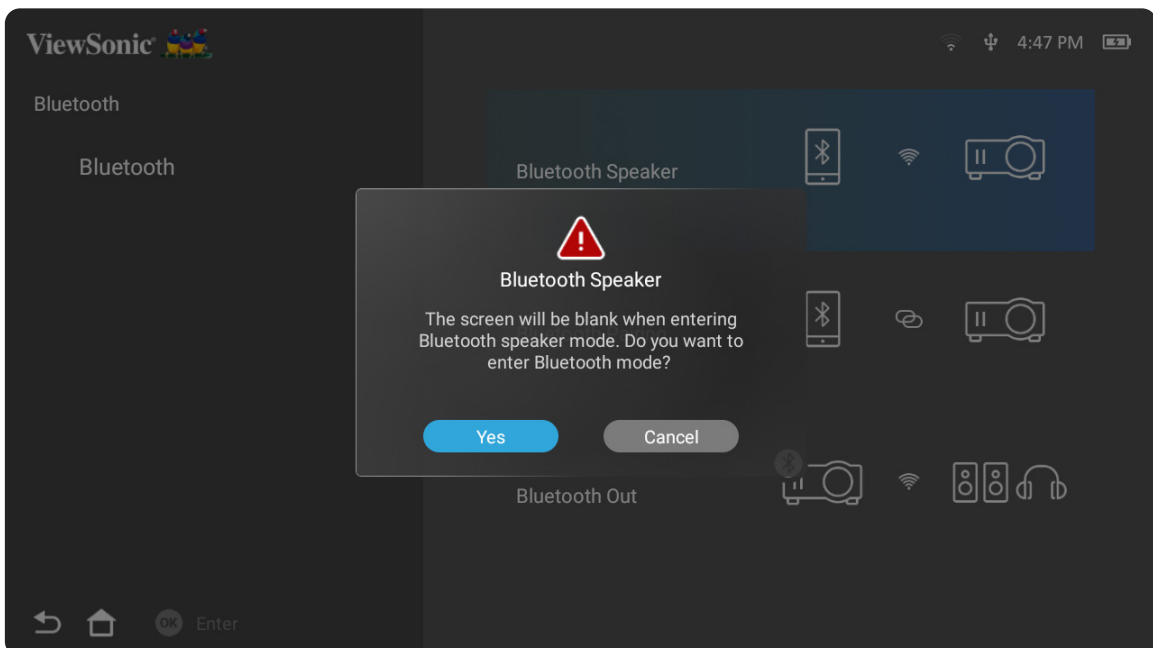 ViewSonic
4:47 PM
Bluetooth
Bluetooth
Bluetooth Speaker
Bluetooth Speaker
The screen will be blank when entering
Bluetooth speaker mode. Do you want to
enter Bluetooth mode?
Yes
Cancel
Bluetooth Out
OK Enter